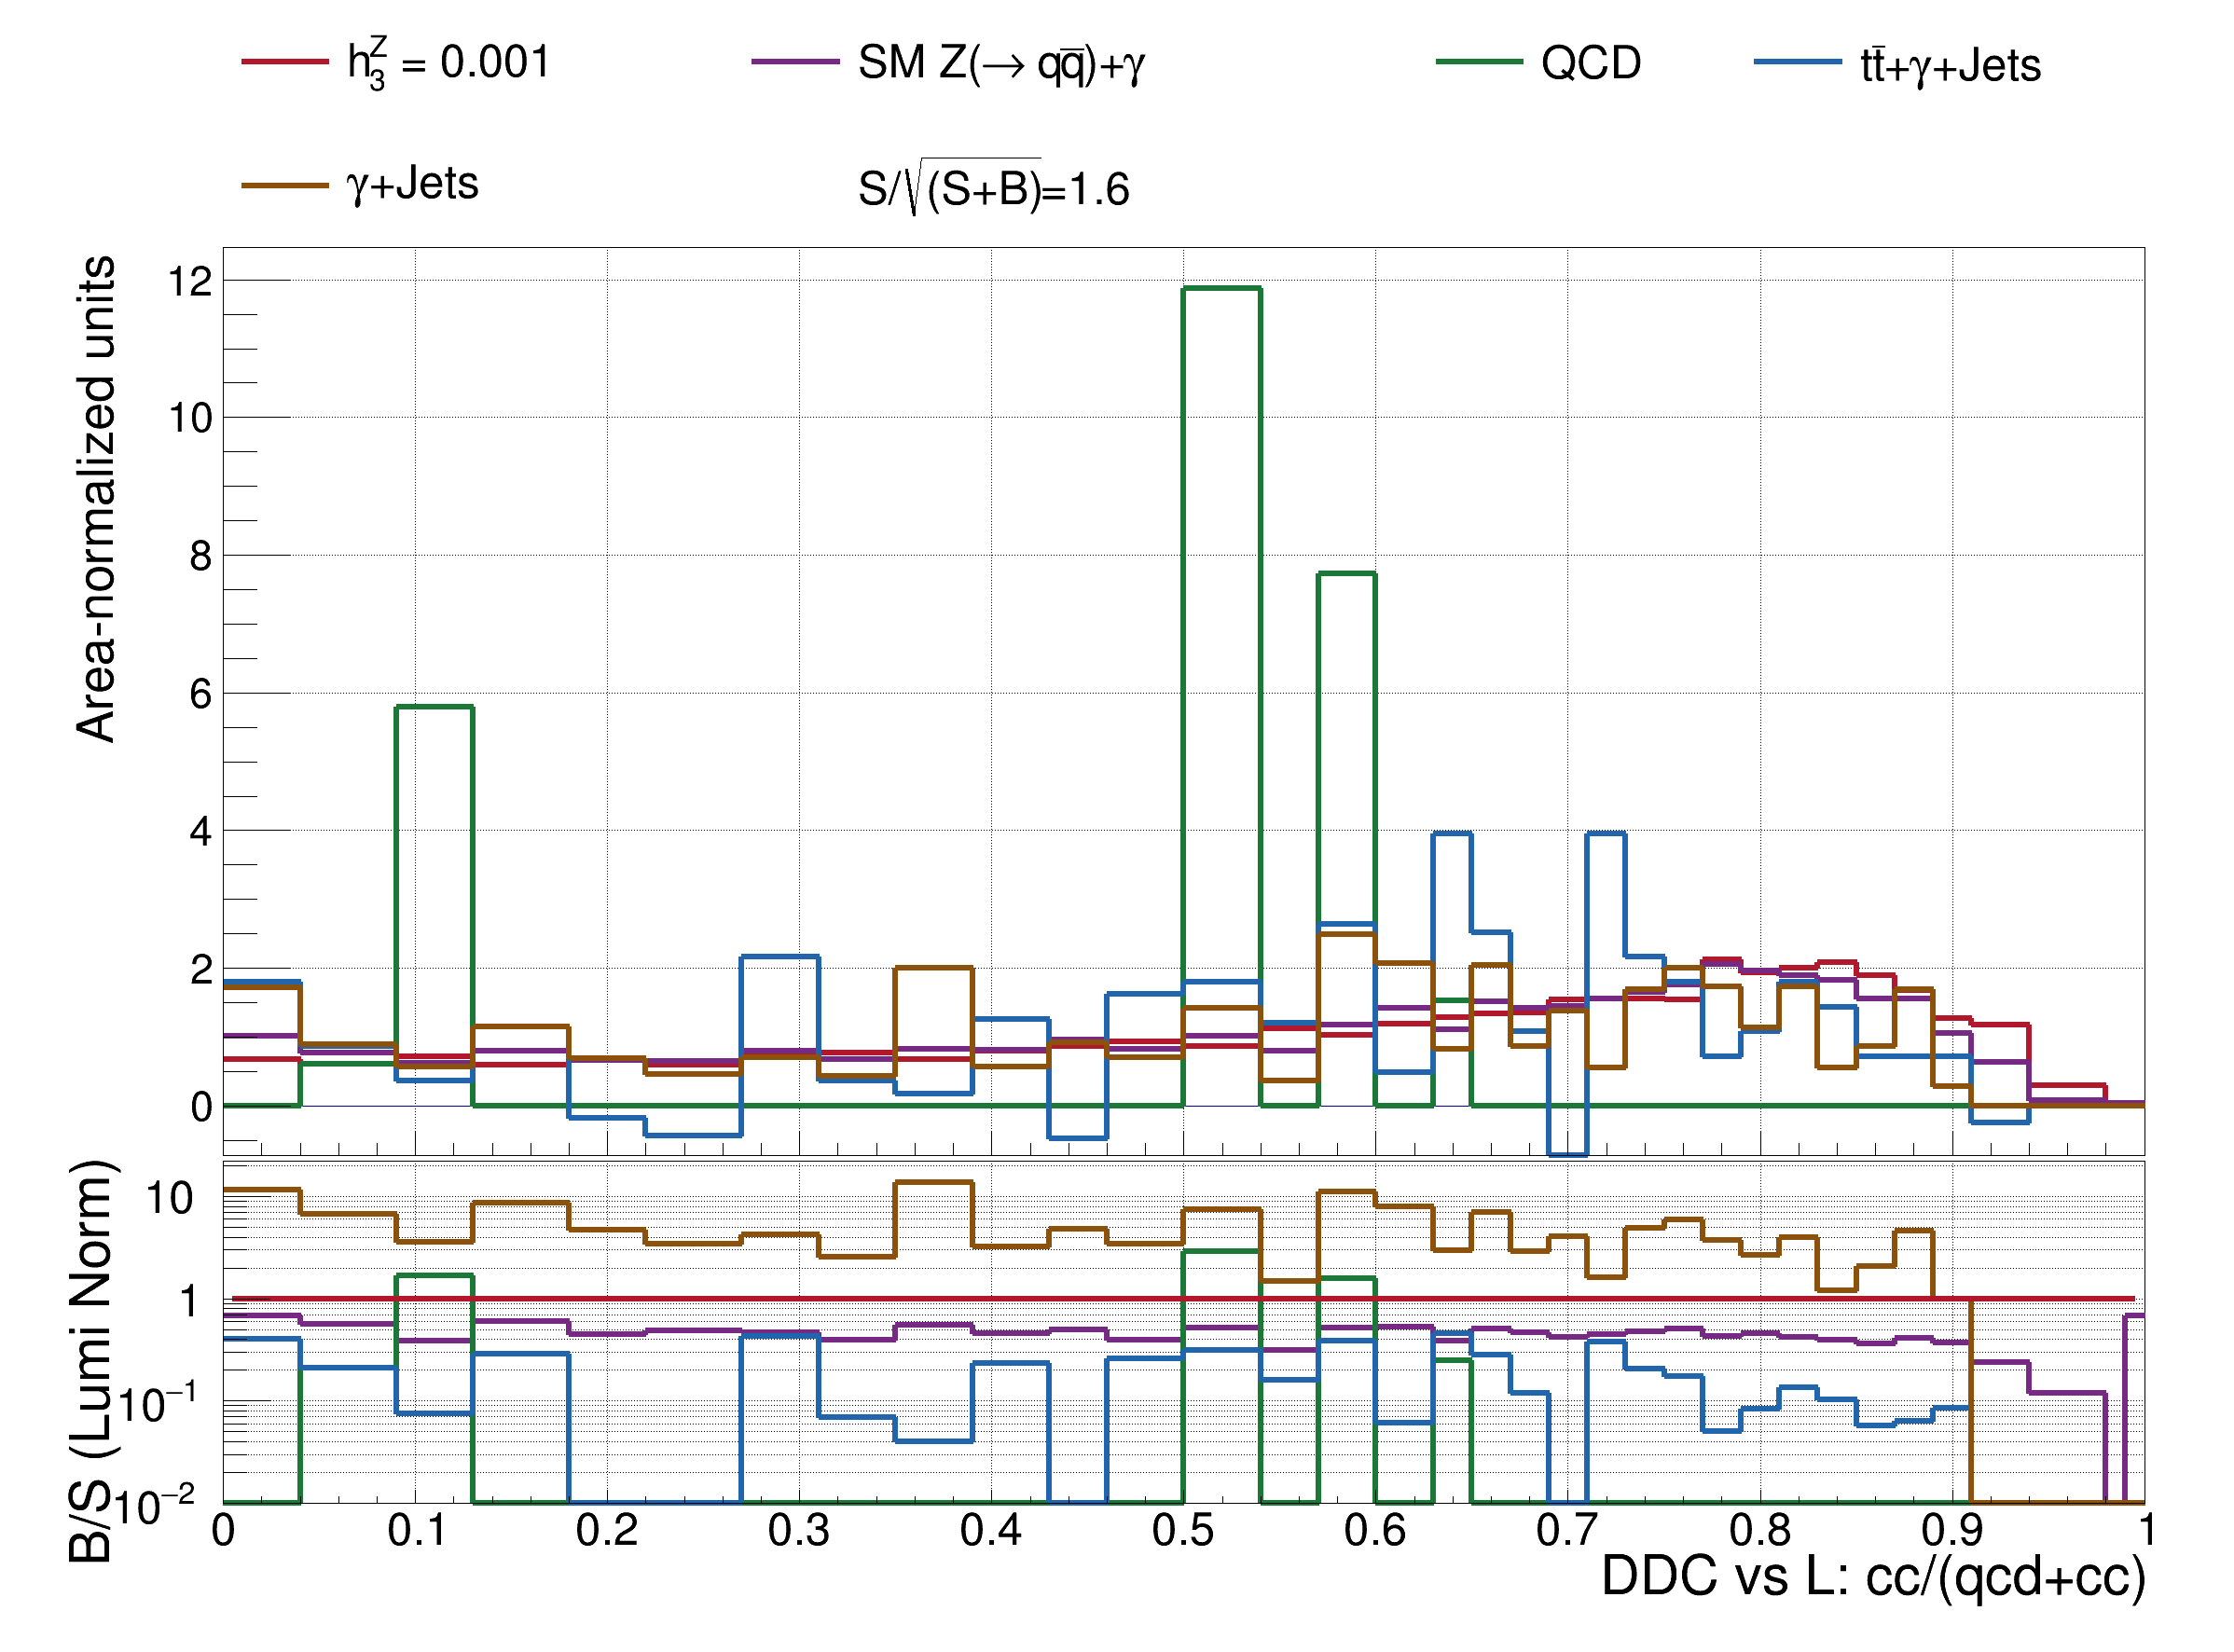 h₃ᶻ = 0.001
SM Z(→ qq̅)+γ
QCD
tt̅+γ+Jets
γ+Jets
S/√(S+B)=1.6
Area-normalized units
12
10
8
6
4
2
0
B/S (Lumi Norm)
10
1
10⁻¹
10⁻²
0 0.1 0.2 0.3 0.4 0.5 0.6 0.7 0.8 0.9 1
DDC vs L: cc/(qcd+cc)